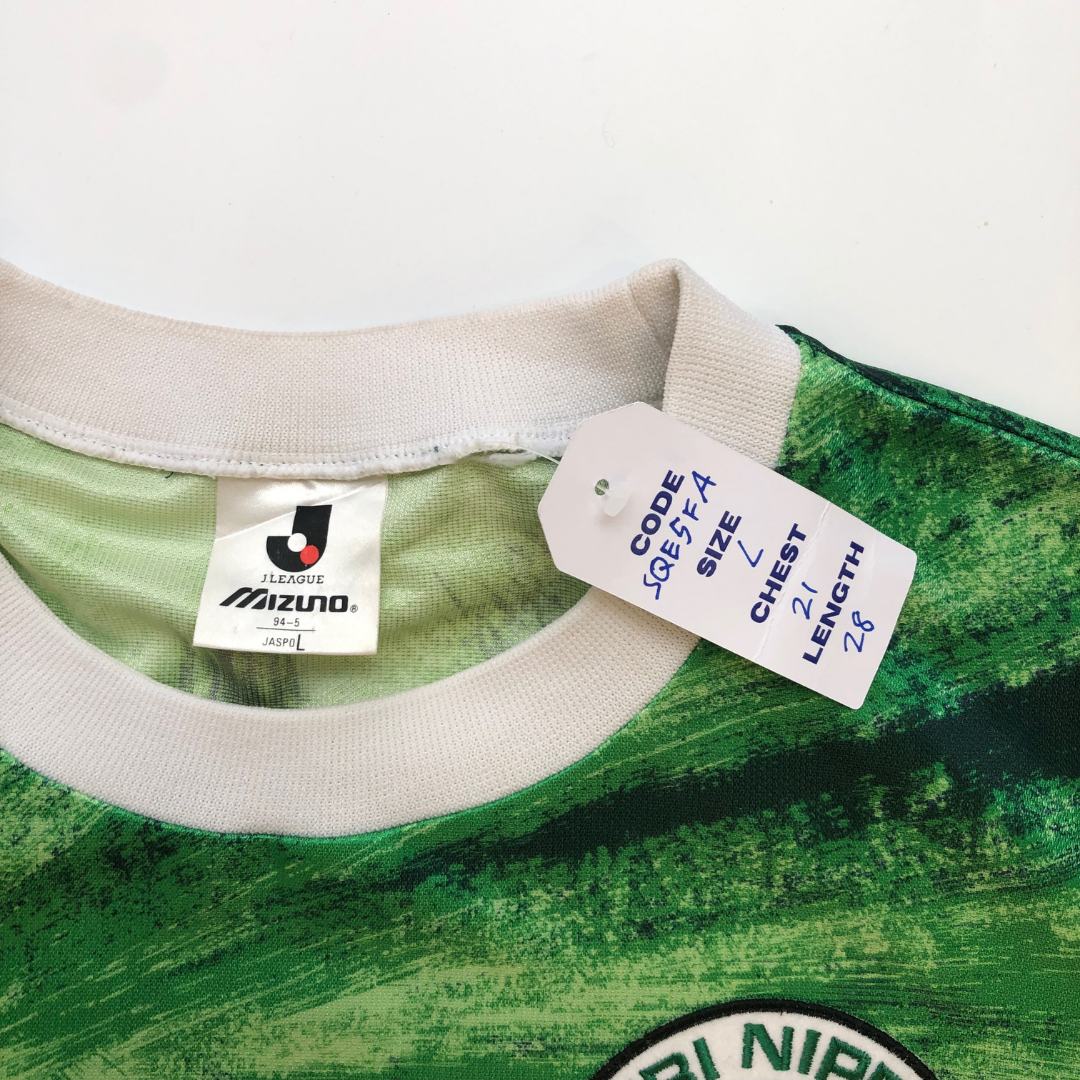 J.LEAGUE
MIZUNO®
94-5
JASPO L
CODE
SQE5FA
SIZE
L
CHEST
21
LENGTH
28